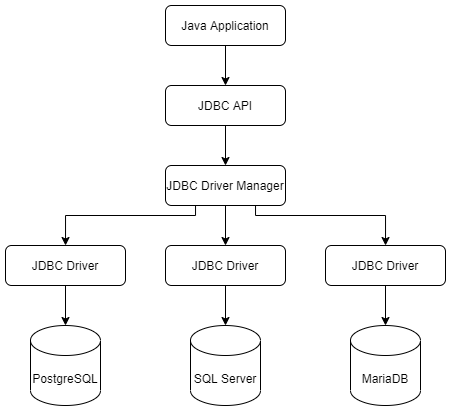 Java Application
JDBC API
JDBC Driver Manager
JDBC Driver
JDBC Driver
JDBC Driver
PostgreSQL
SQL Server
MariaDB